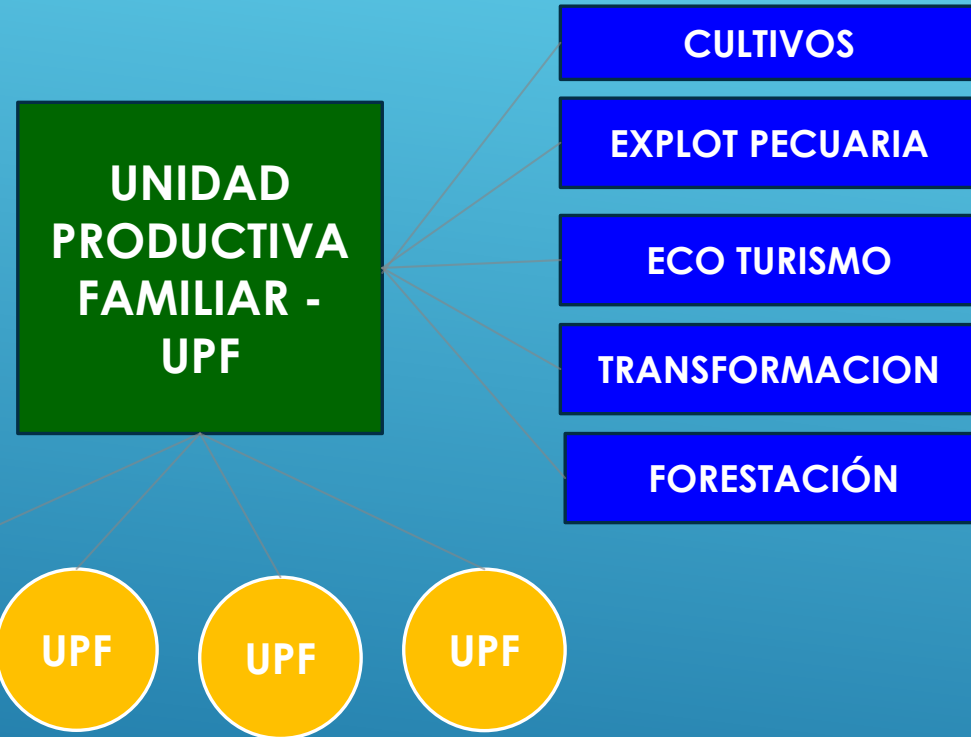 UNIDAD
PRODUCTIVA
FAMILIAR -
UPF
CULTIVOS
EXPLOT PECUARIA
ECO TURISMO
TRANSFORMACION
FORESTACIÓN
UPF
UPF
UPF